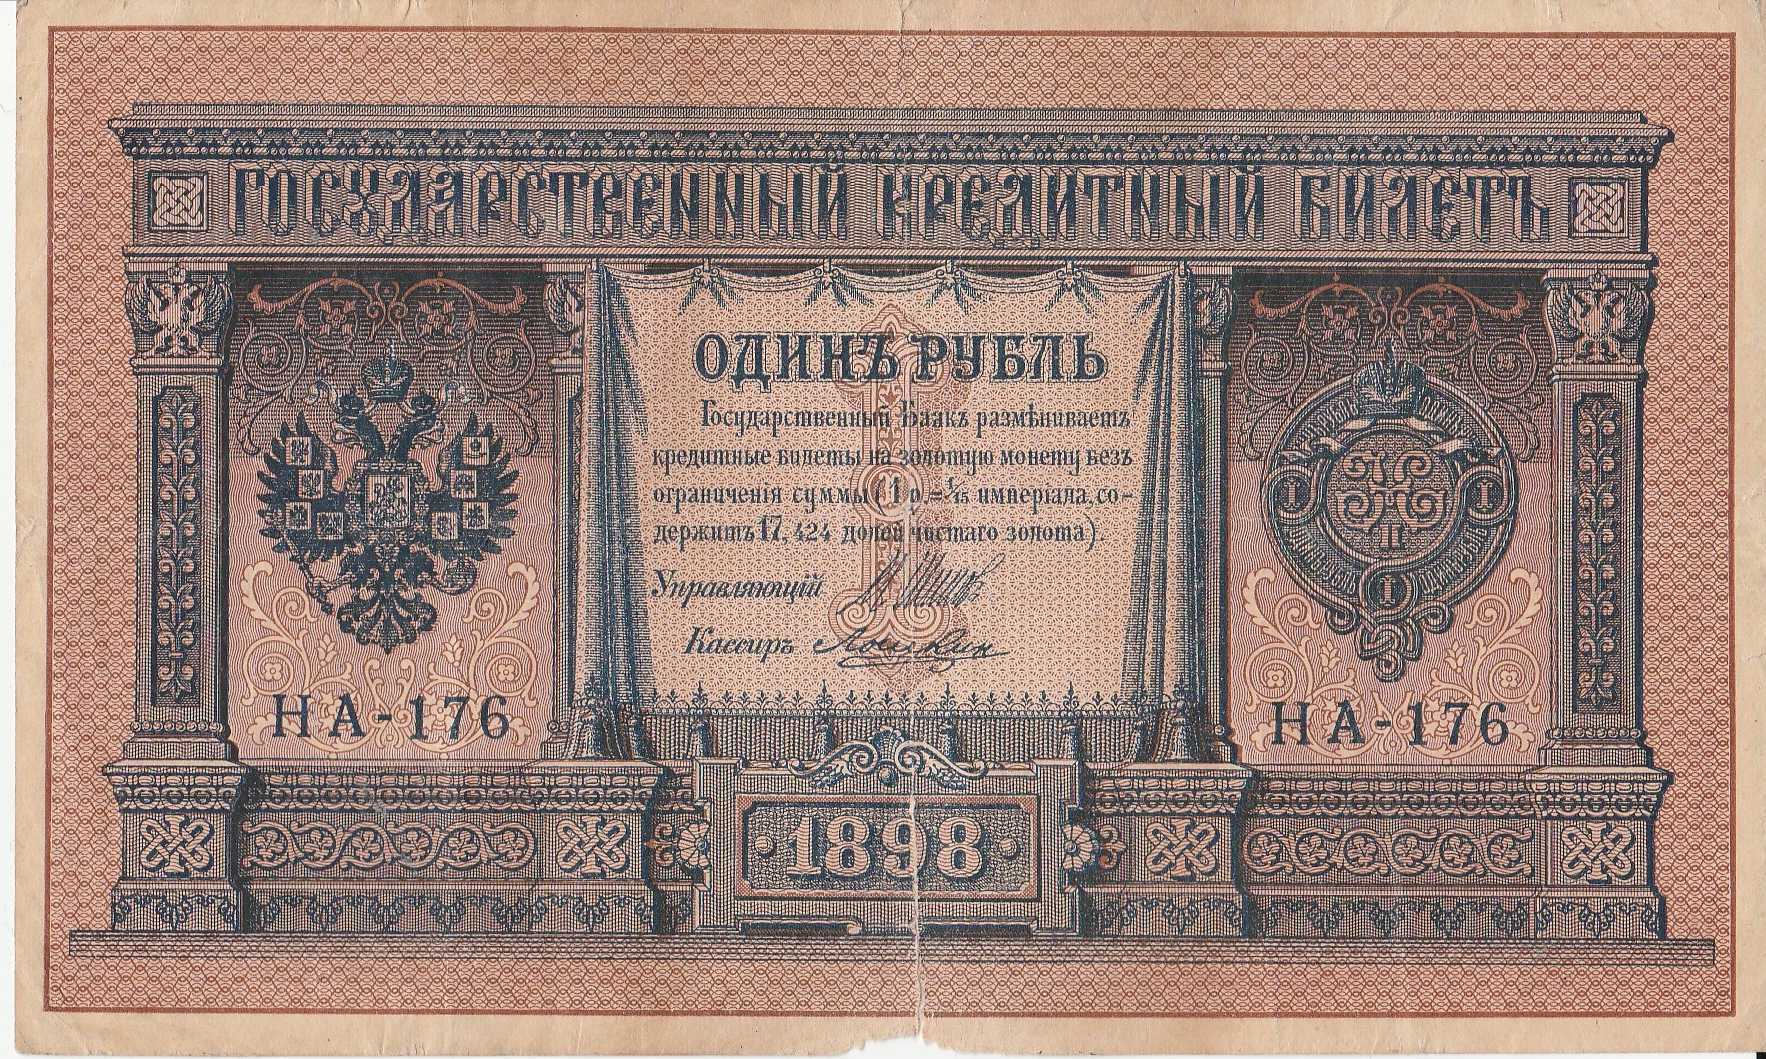 ГОСУДАРСТВЕННЫЙ КРЕДИТНЫЙ БИЛЕТЪ
ОДИНЪ РУБЛЬ
Государственный Банкъ размѣниваетъ
кредитные билеты на золотую монету безъ
ограниченія суммы (1 р. = 1/15 имперіала, со-
держитъ 17,424 долей чистаго золота).
Управляющій
Кассиръ
НА-176
НА-176
1898